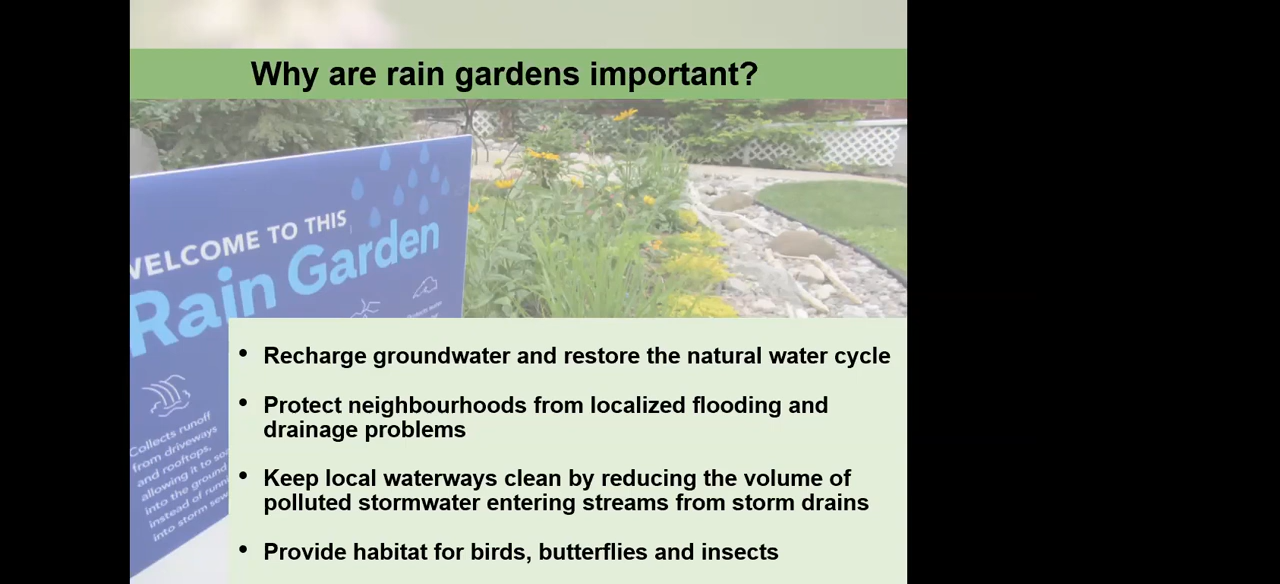 Why are rain gardens important?
WELCOME TO THIS
Rain Garden
Collects runoff
from driveways
and rooftops,
allowing it to
into the ground
instead of
into storm
• Recharge groundwater and restore the natural water cycle
• Protect neighbourhoods from localized flooding and
drainage problems
• Keep local waterways clean by reducing the volume of
polluted stormwater entering streams from storm drains
• Provide habitat for birds, butterflies and insects